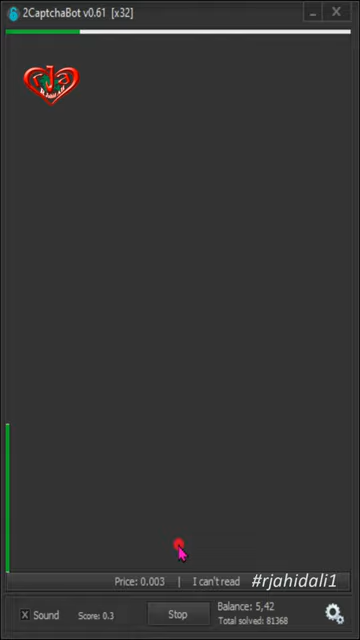 2CaptchaBot v0.61 [x32]
rja
Price: 0.003 | I can't read #rjahidali1
X Sound Score: 0.3 Stop Balance: 5,42
Total solved: 81368